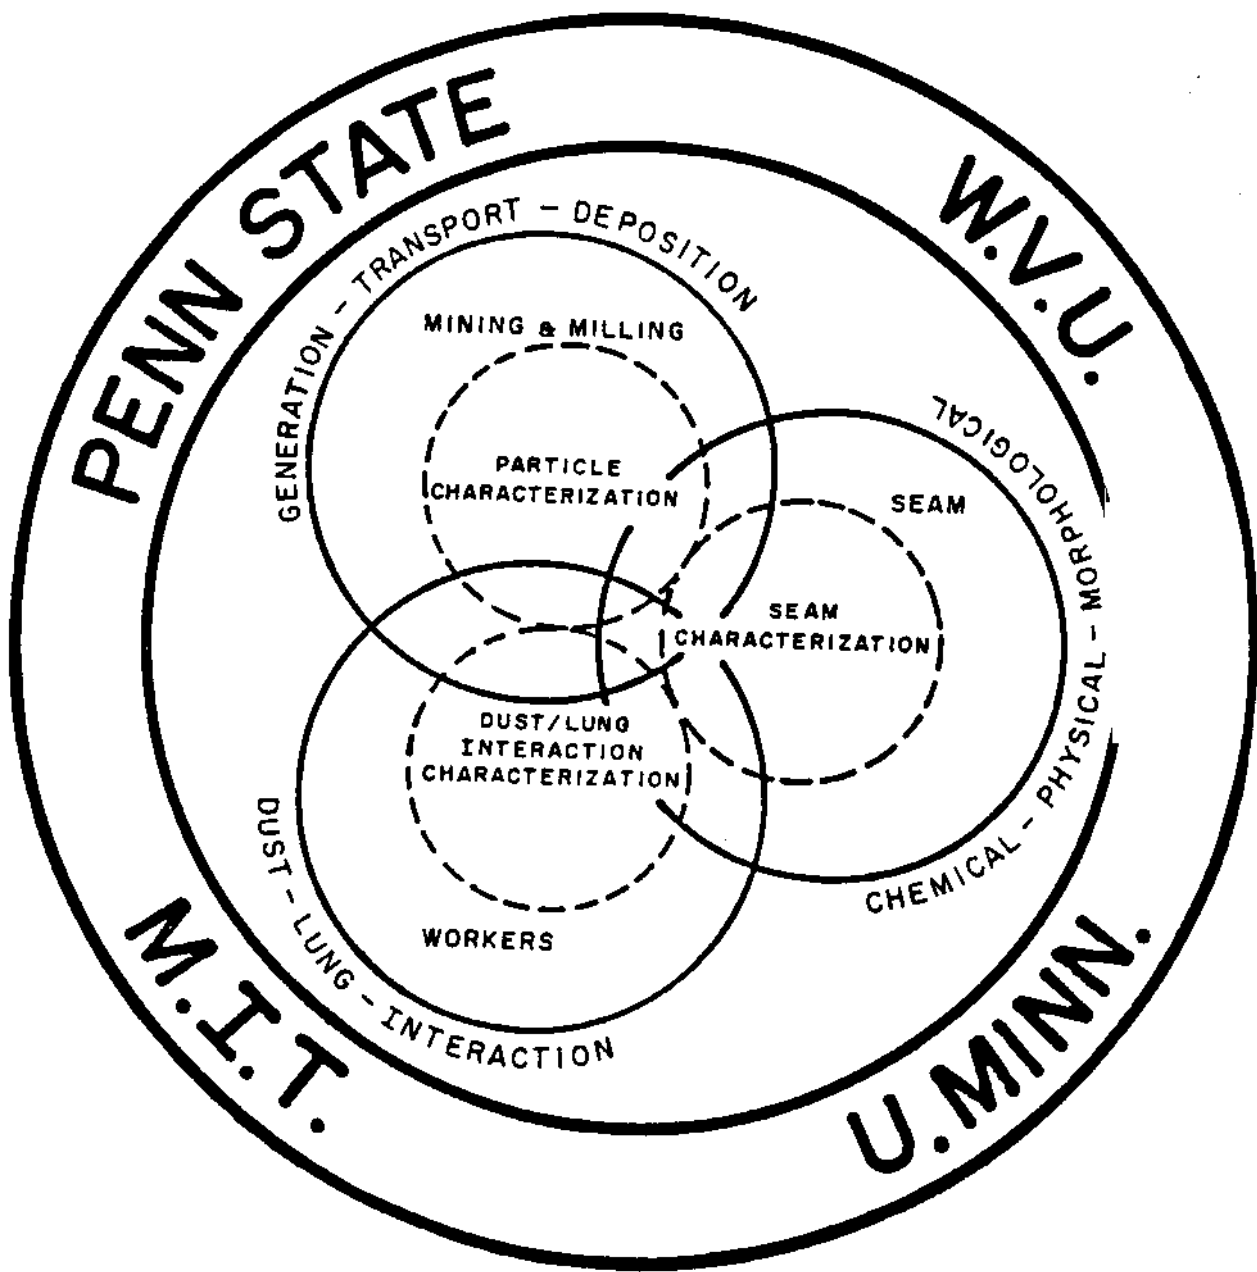 PENN STATE
W.V.U.
GENERATION - TRANSPORT - DEPOSITION
MINING & MILLING
PARTICLE
CHARACTERIZATION
CHEMICAL - PHYSICAL - MORPHOLOGICAL
SEAM
SEAM
CHARACTERIZATION
DUST/LUNG
INTERACTION
CHARACTERIZATION
WORKERS
DUST - LUNG - INTERACTION
M.I.T.
U.MINN.